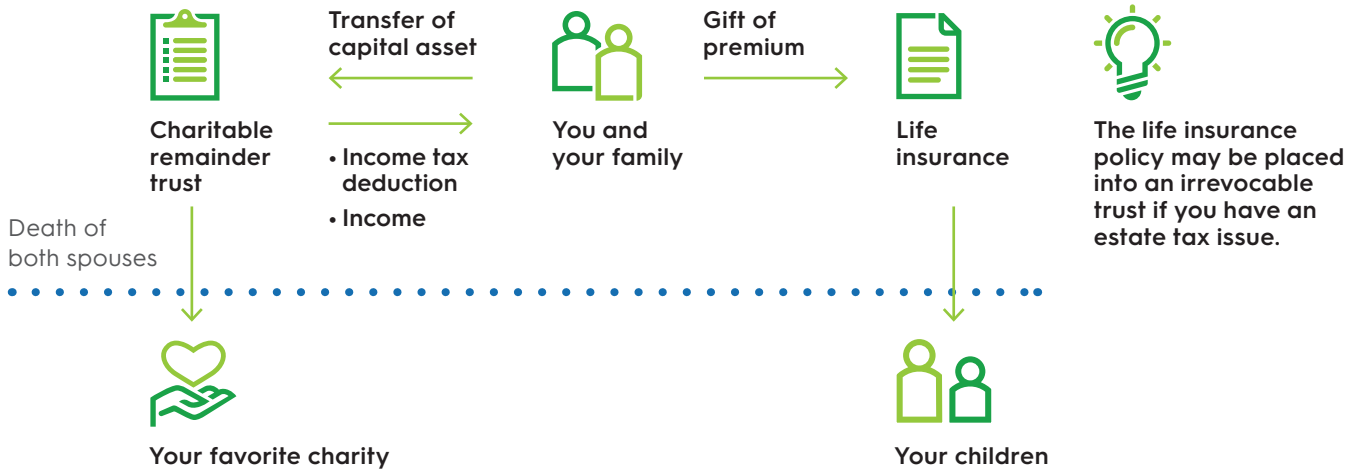 Transfer of
capital asset
Gift of
premium
Charitable
remainder
trust
• Income tax
deduction
• Income
You and
your family
Life
insurance
The life insurance
policy may be placed
into an irrevocable
trust if you have an
estate tax issue.
Death of
both spouses
Your favorite charity
Your children